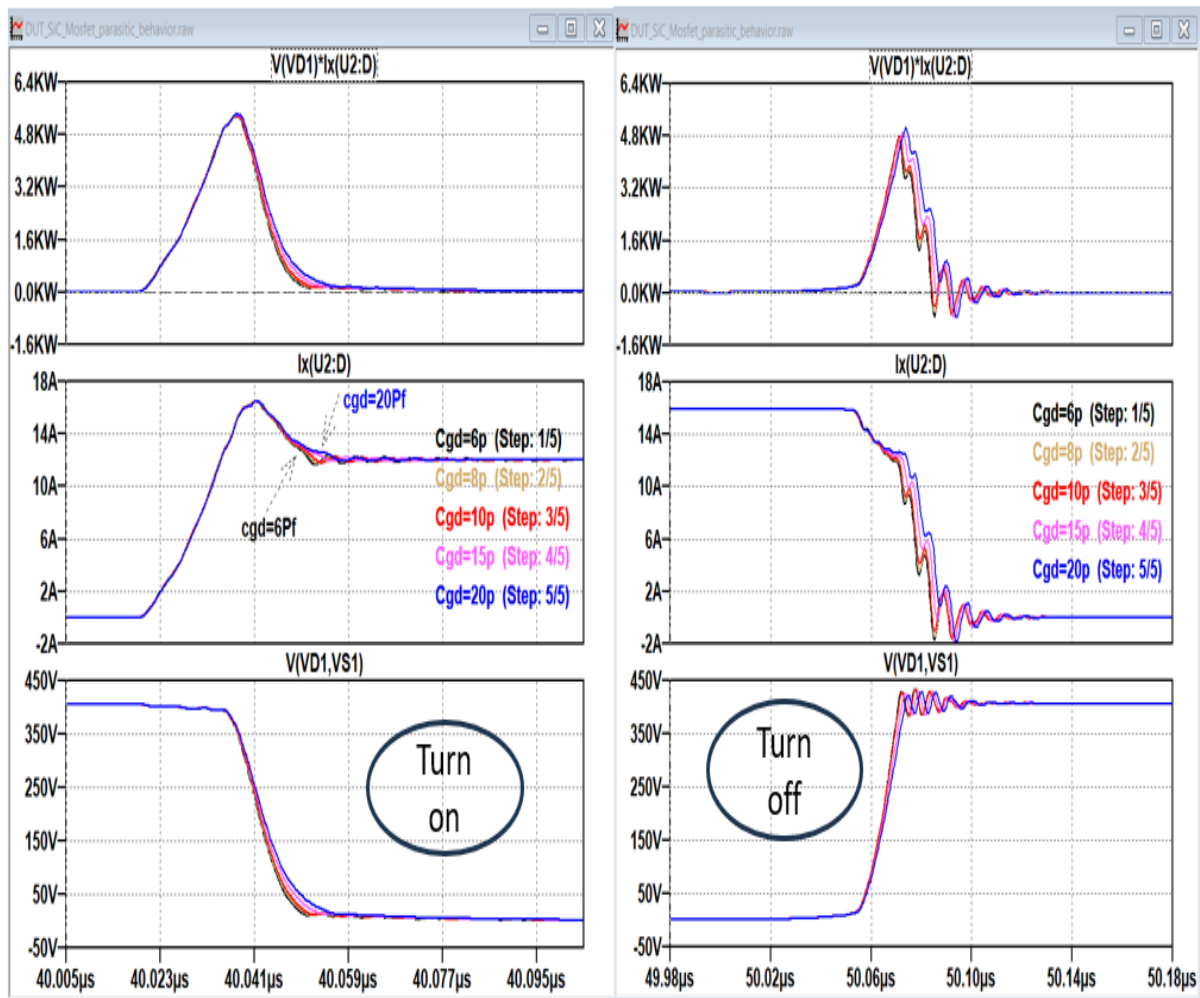 DUT_SiC_Mosfet_parasitic_behavior.raw
V(VD1)*Ix(U2:D)
6.4KW
4.8KW
3.2KW
1.6KW
0.0KW
-1.6KW
Ix(U2:D)
18A
14A
10A
6A
2A
-2A
cgd=20Pf
cgd=6Pf
Cgd=6p (Step: 1/5)
Cgd=8p (Step: 2/5)
Cgd=10p (Step: 3/5)
Cgd=15p (Step: 4/5)
Cgd=20p (Step: 5/5)
V(VD1,VS1)
450V
350V
250V
150V
50V
-50V
Turn
on
40.005µs 40.023µs 40.041µs 40.059µs 40.077µs 40.095µs
DUT_SiC_Mosfet_parasitic_behavior.raw
V(VD1)*Ix(U2:D)
6.4KW
4.8KW
3.2KW
1.6KW
0.0KW
-1.6KW
Ix(U2:D)
18A
14A
10A
6A
2A
-2A
Cgd=6p (Step: 1/5)
Cgd=8p (Step: 2/5)
Cgd=10p (Step: 3/5)
Cgd=15p (Step: 4/5)
Cgd=20p (Step: 5/5)
V(VD1,VS1)
450V
350V
250V
150V
50V
-50V
Turn
off
49.98µs 50.02µs 50.06µs 50.10µs 50.14µs 50.18µs